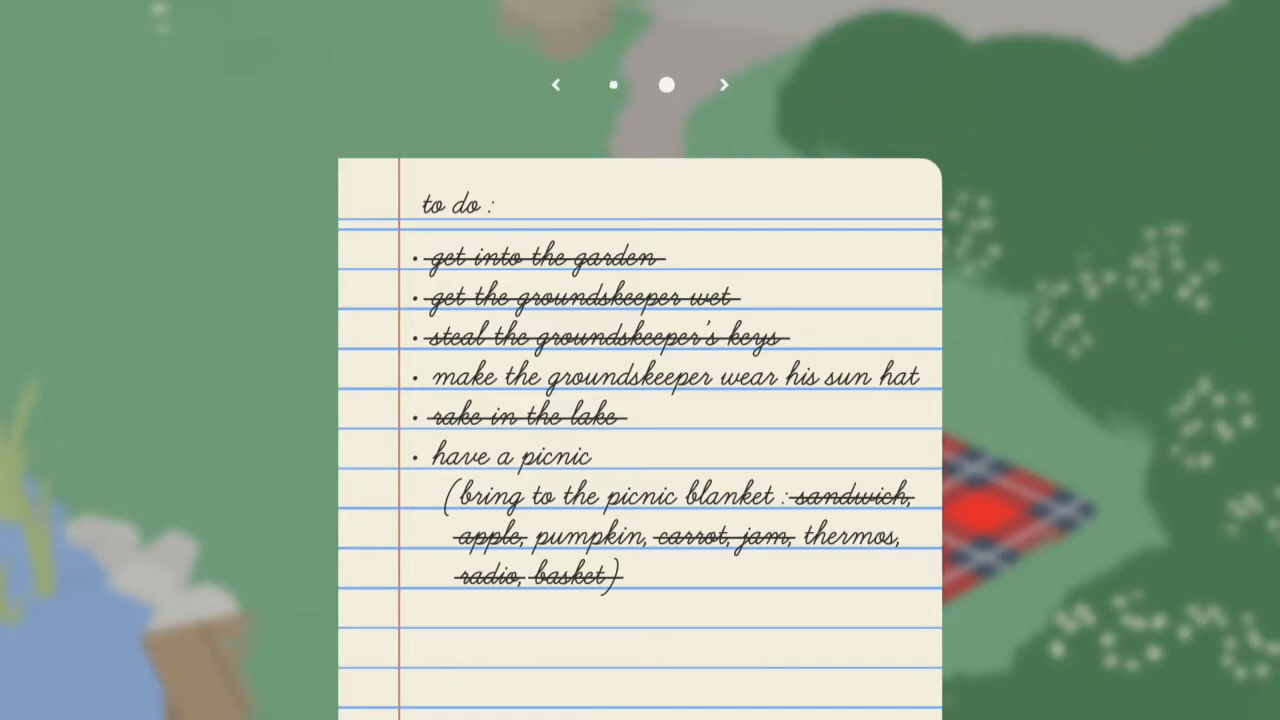 to do :
• get into the garden
• get the groundskeeper wet
• steal the groundskeeper's keys
• make the groundskeeper wear his sun hat
• rake in the lake
• have a picnic
(bring to the picnic blanket : sandwich,
apple, pumpkin, carrot, jam, thermos,
radio, basket)